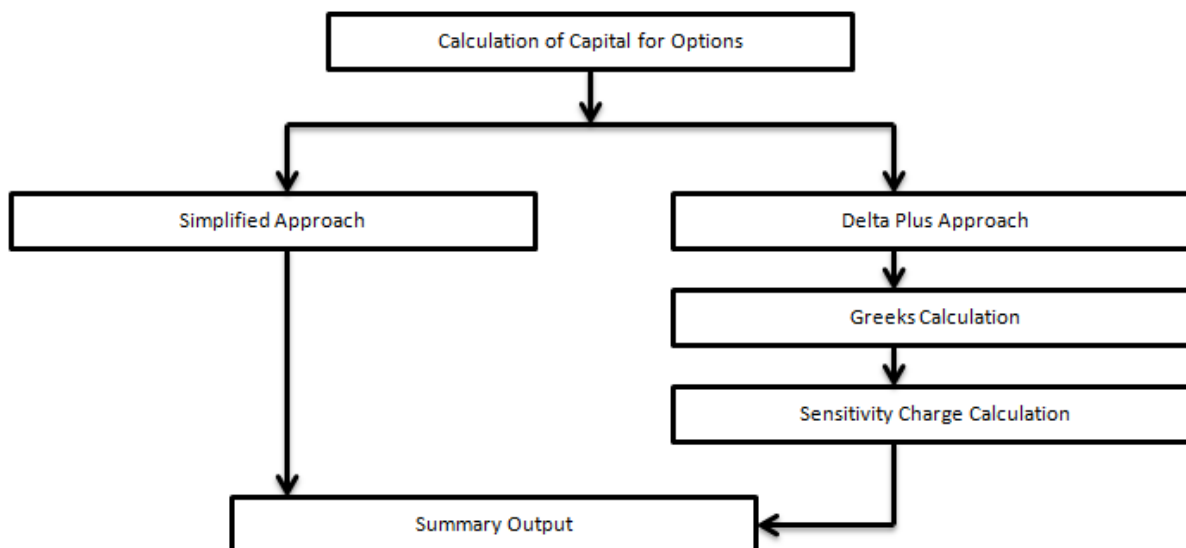 Calculation of Capital for Options
Simplified Approach
Delta Plus Approach
Greeks Calculation
Sensitivity Charge Calculation
Summary Output